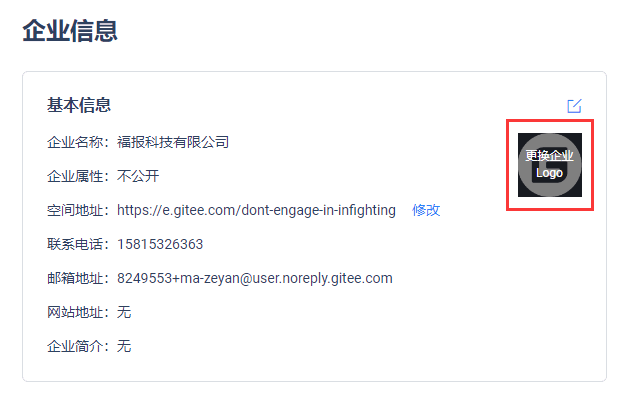 企业信息
基本信息
企业名称：福报科技有限公司
更换企业
Logo
企业属性：不公开
空间地址：https://e.gitee.com/dont-engage-in-infighting 修改
联系电话：15815326363
邮箱地址：8249553+ma-zeyan@user.noreply.gitee.com
网站地址：无
企业简介：无